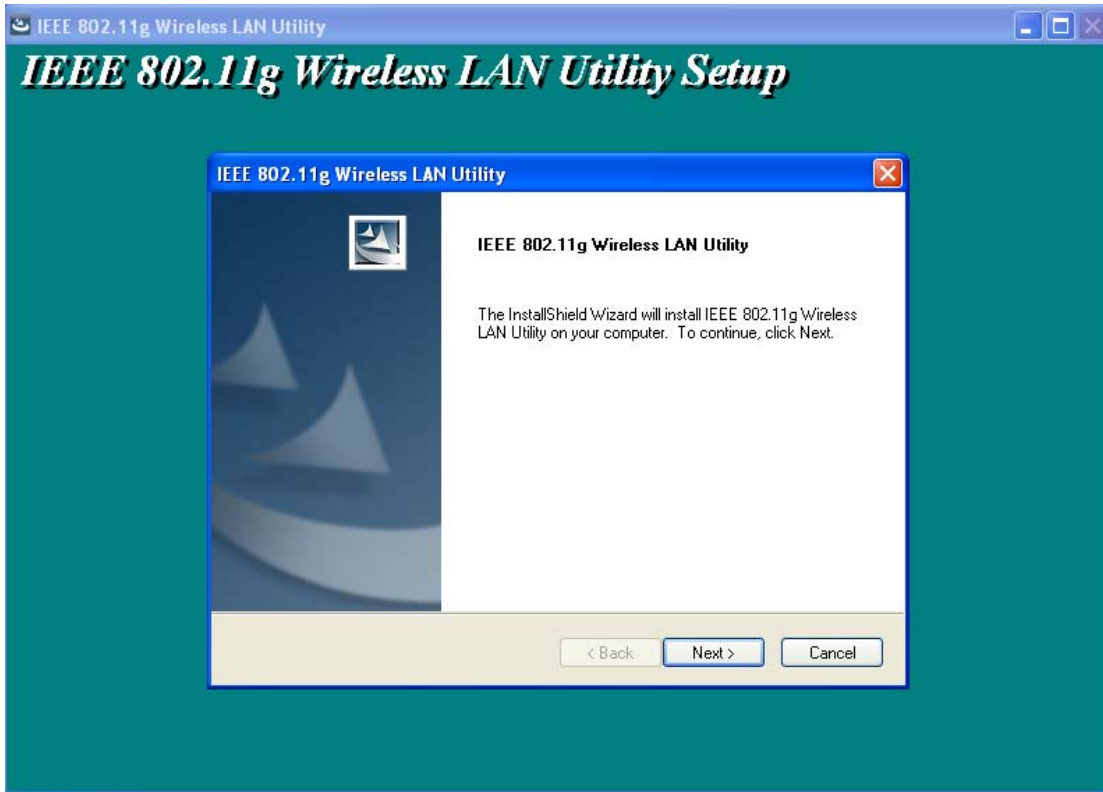 IEEE 802.11g Wireless LAN Utility
IEEE 802.11g Wireless LAN Utility Setup
IEEE 802.11g Wireless LAN Utility
IEEE 802.11g Wireless LAN Utility
The InstallShield Wizard will install IEEE 802.11g Wireless
LAN Utility on your computer.  To continue, click Next.
< Back Next > Cancel